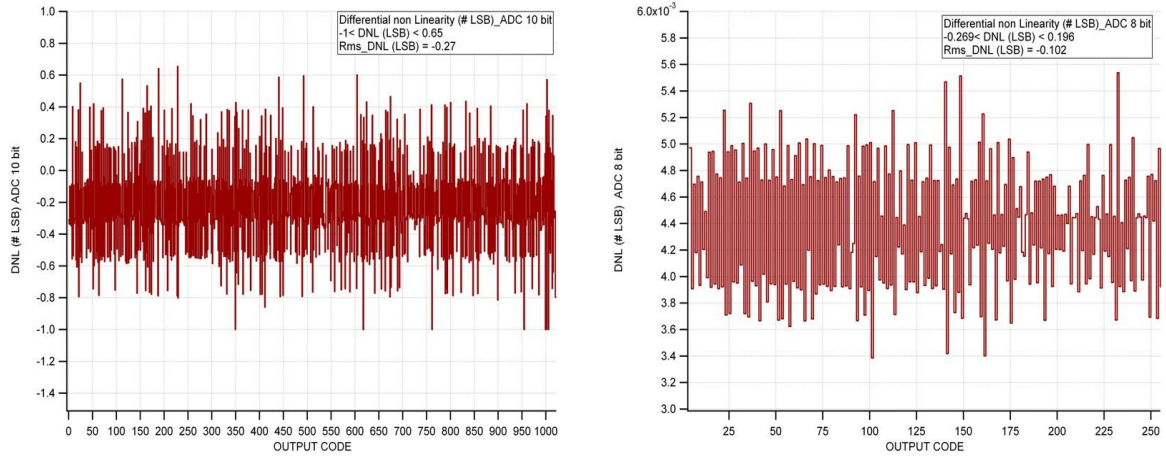 Differential non Linearity (# LSB)_ADC 10 bit
-1< DNL (LSB) < 0.65
Rms_DNL (LSB) = -0.27
DNL (# LSB) ADC 10 bit
1.0
0.8
0.6
0.4
0.2
0.0
-0.2
-0.4
-0.6
-0.8
-1.0
-1.2
-1.4
0 50 100 150 200 250 300 350 400 450 500 550 600 650 700 750 800 850 900 950 1000
OUTPUT CODE
Differential non Linearity (# LSB)_ADC 8 bit
-0.269< DNL (LSB) < 0.196
Rms_DNL (LSB) = -0.102
DNL (# LSB) ADC 8 bit
6.0x10⁻³
5.8
5.6
5.4
5.2
5.0
4.8
4.6
4.4
4.2
4.0
3.8
3.6
3.4
3.2
3.0
25 50 75 100 125 150 175 200 225 250
OUTPUT CODE